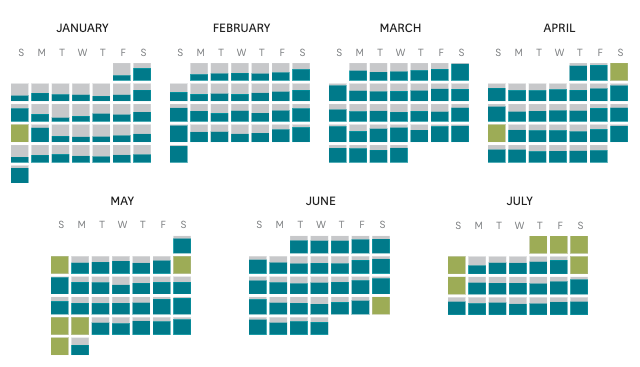 JANUARY FEBRUARY MARCH APRIL
S M T W T F S S M T W T F S S M T W T F S S M T W T F S
MAY JUNE JULY
S M T W T F S S M T W T F S S M T W T F S